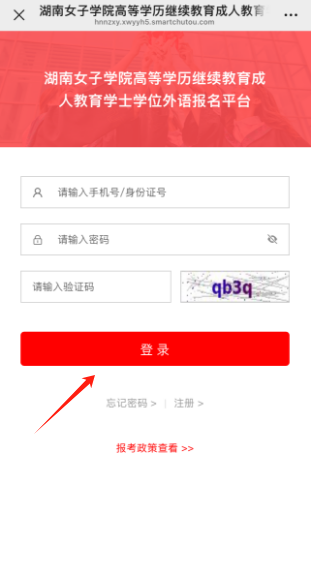 湖南女子学院高等学历继续教育成人教育
hnnzxy.xwyyh5.smartchutou.com
湖南女子学院高等学历继续教育成
人教育学士学位外语报名平台
请输入手机号/身份证号
请输入密码
请输入验证码 qb3q
登 录
忘记密码 > | 注册 >
报考政策查看 >>